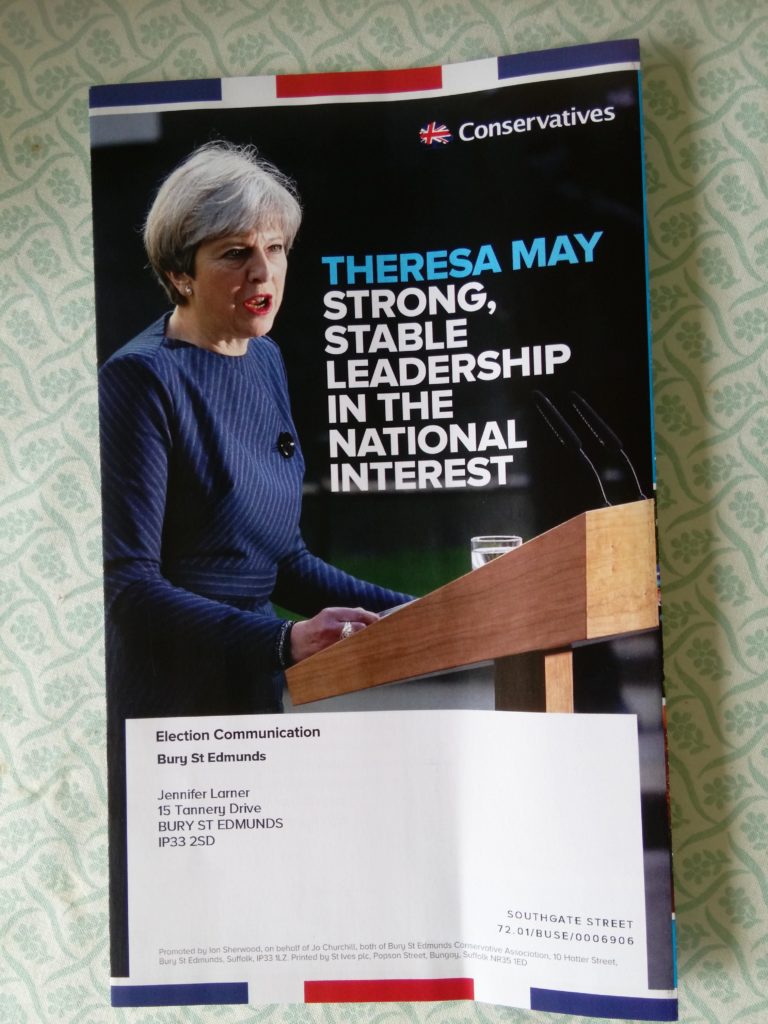 Conservatives
THERESA MAY
STRONG,
STABLE
LEADERSHIP
IN THE
NATIONAL
INTEREST
Election Communication
Bury St Edmunds
Jennifer Larner
15 Tannery Drive
BURY ST EDMUNDS
IP33 2SD
SOUTHGATE STREET
72.01/BUSE/0006906
Promoted by Ian Sherwood, on behalf of Jo Churchill, both of Bury St Edmunds Conservative Association, 10 Hatter Street,
Bury St Edmunds, Suffolk, IP33 1LZ. Printed by St Ives plc, Popson Street, Bungay, Suffolk NR35 1ED